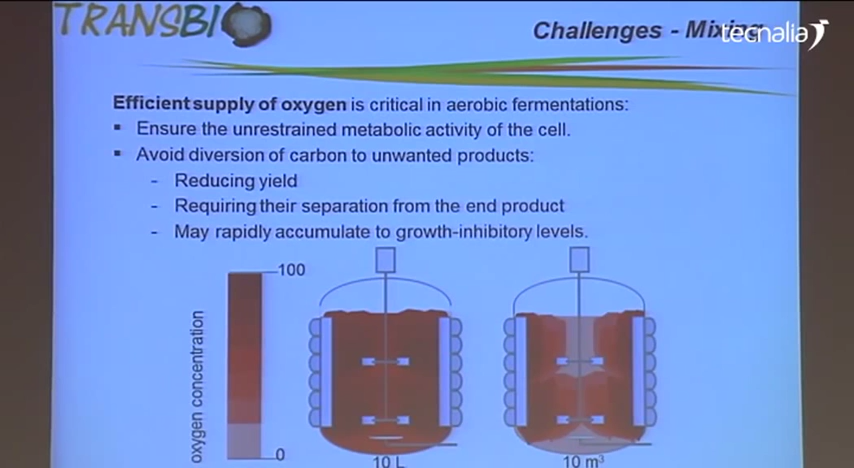 TRANSBIO
Challenges - Mixing
tecnalia
Efficient supply of oxygen is critical in aerobic fermentations:
▪ Ensure the unrestrained metabolic activity of the cell.
▪ Avoid diversion of carbon to unwanted products:
- Reducing yield
- Requiring their separation from the end product
- May rapidly accumulate to growth-inhibitory levels.
100
oxygen concentration
0
10 L
10 m³